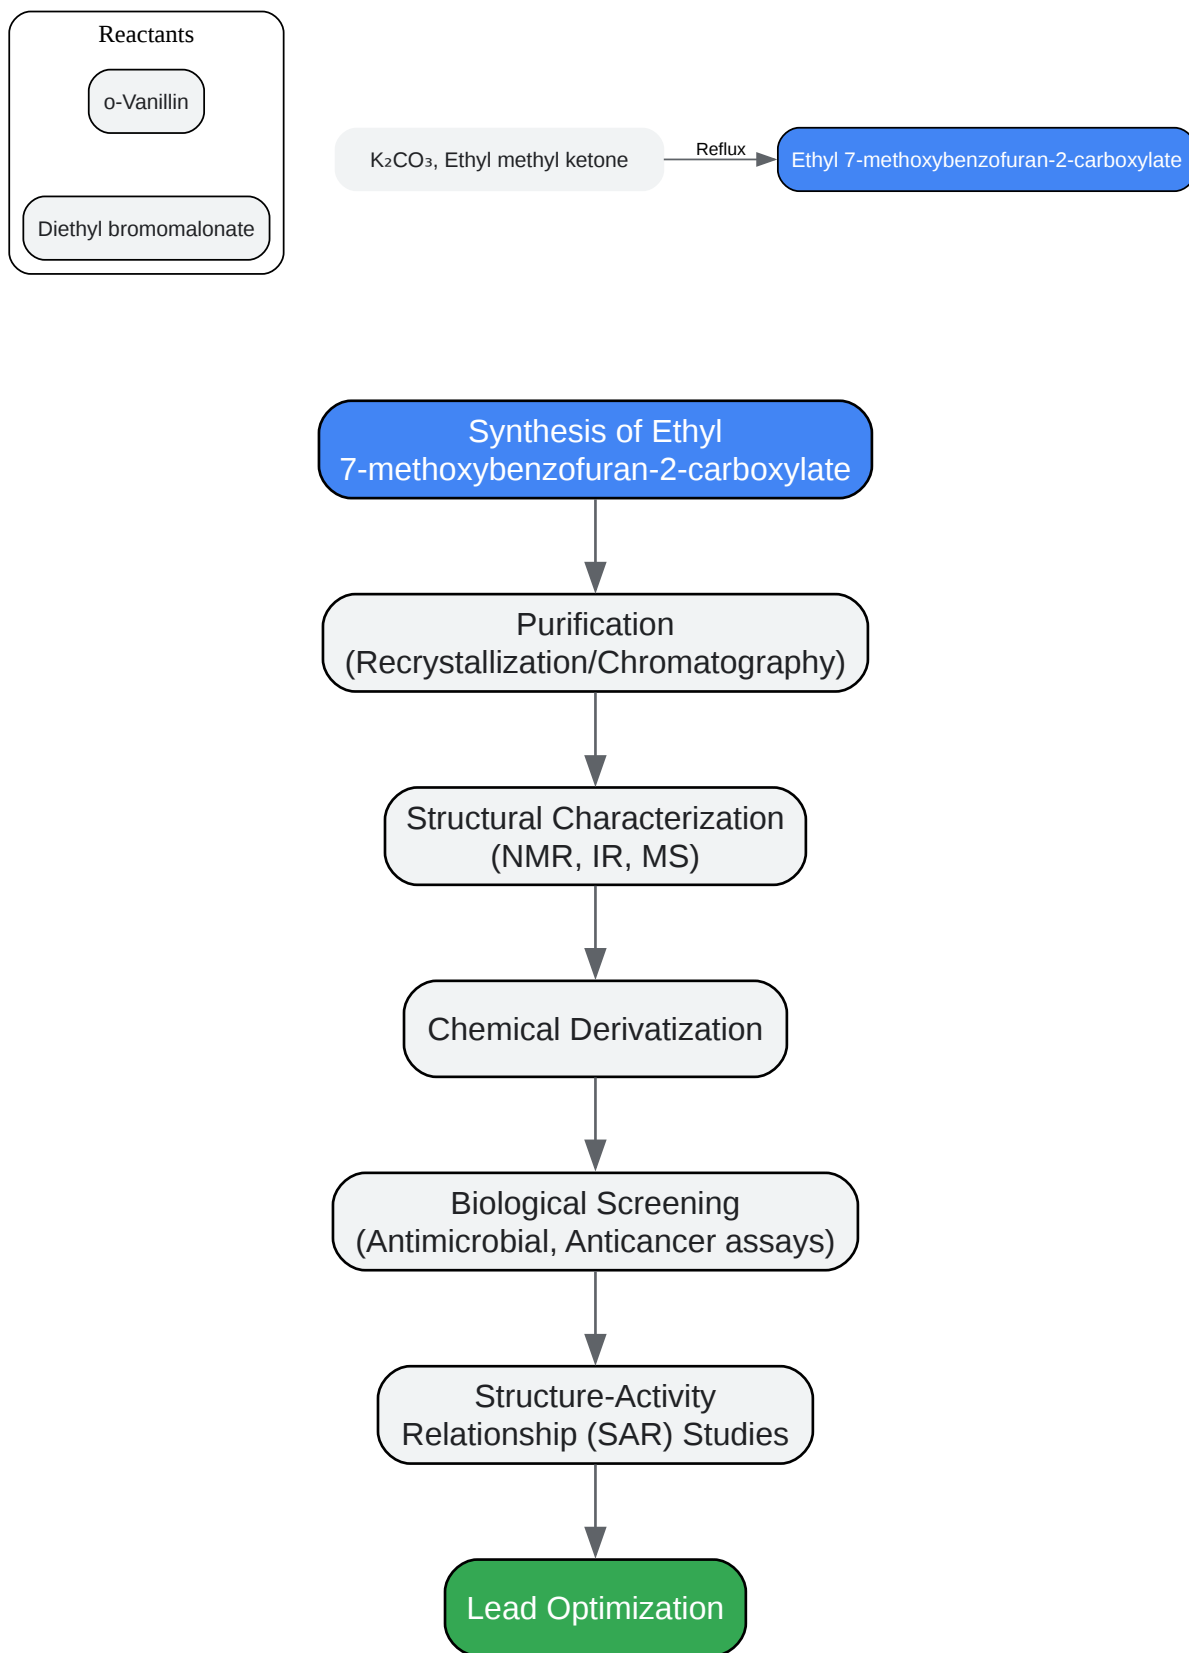 Reactants
o-Vanillin
Diethyl bromomalonate
K₂CO₃, Ethyl methyl ketone
Reflux
Ethyl 7-methoxybenzofuran-2-carboxylate
Synthesis of Ethyl
7-methoxybenzofuran-2-carboxylate
Purification
(Recrystallization/Chromatography)
Structural Characterization
(NMR, IR, MS)
Chemical Derivatization
Biological Screening
(Antimicrobial, Anticancer assays)
Structure-Activity
Relationship (SAR) Studies
Lead Optimization